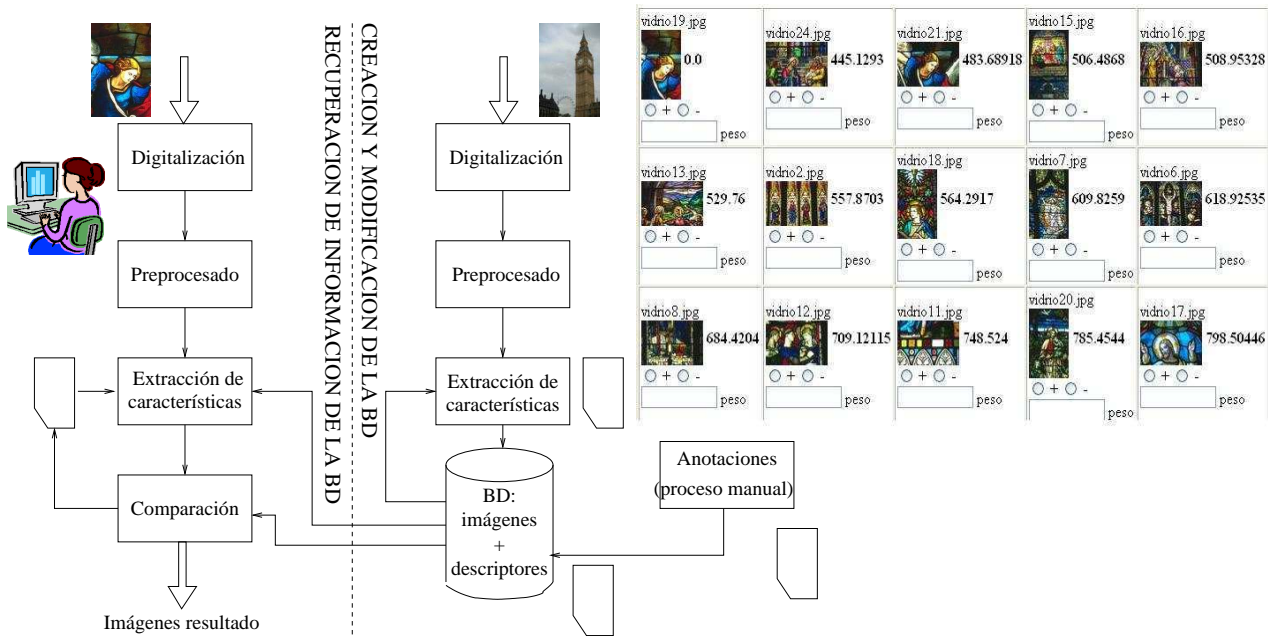 RECUPERACION DE INFORMACION DE LA BD
CREACION Y MODIFICACION DE LA BD
Digitalización
Preprocesado
Extracción de
características
Comparación
Imágenes resultado
Digitalización
Preprocesado
Extracción de
características
BD:
imágenes
+
descriptores
Anotaciones
(proceso manual)
vidrio19.jpg
0.0
+ -
peso
vidrio24.jpg
445.1293
+ -
peso
vidrio21.jpg
483.68918
+ -
peso
vidrio15.jpg
506.4868
+ -
peso
vidrio16.jpg
508.95328
+ -
peso
vidrio13.jpg
529.76
+ -
peso
vidrio2.jpg
557.8703
+ -
peso
vidrio18.jpg
564.2917
+ -
peso
vidrio7.jpg
609.8259
+ -
peso
vidrio6.jpg
618.92535
+ -
peso
vidrio8.jpg
684.4204
+ -
peso
vidrio12.jpg
709.12115
+ -
peso
vidrio11.jpg
748.524
+ -
peso
vidrio20.jpg
785.4544
+ -
peso
vidrio17.jpg
798.50446
+ -
peso